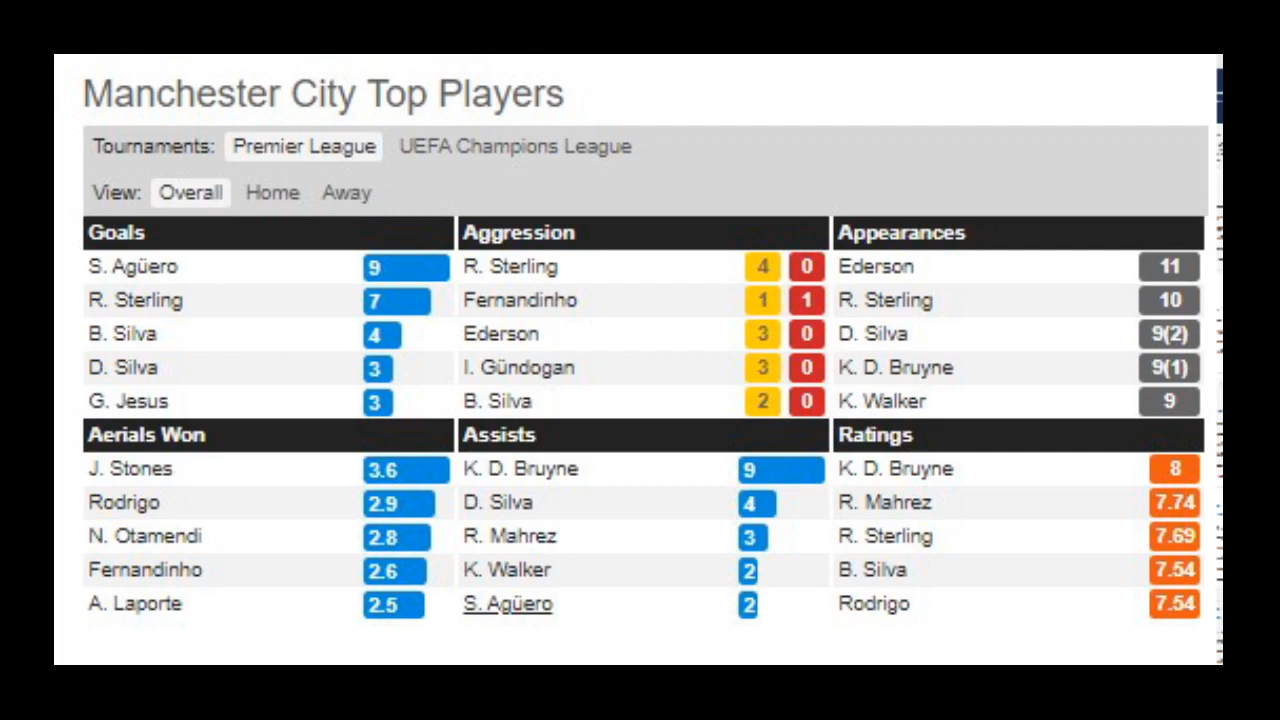 Manchester City Top Players
Tournaments: Premier League UEFA Champions League
View: Overall Home Away
Goals Aggression Appearances
S. Agüero 9 R. Sterling 4 0 Ederson 11
R. Sterling 7 Fernandinho 1 1 R. Sterling 10
B. Silva 4 Ederson 3 0 D. Silva 9(2)
D. Silva 3 I. Gündogan 3 0 K. D. Bruyne 9(1)
G. Jesus 3 B. Silva 2 0 K. Walker 9
Aerials Won Assists Ratings
J. Stones 3.6 K. D. Bruyne 9 K. D. Bruyne 8
Rodrigo 2.9 D. Silva 4 R. Mahrez 7.74
N. Otamendi 2.8 R. Mahrez 3 R. Sterling 7.69
Fernandinho 2.6 K. Walker 2 B. Silva 7.54
A. Laporte 2.5 S. Agüero 2 Rodrigo 7.54